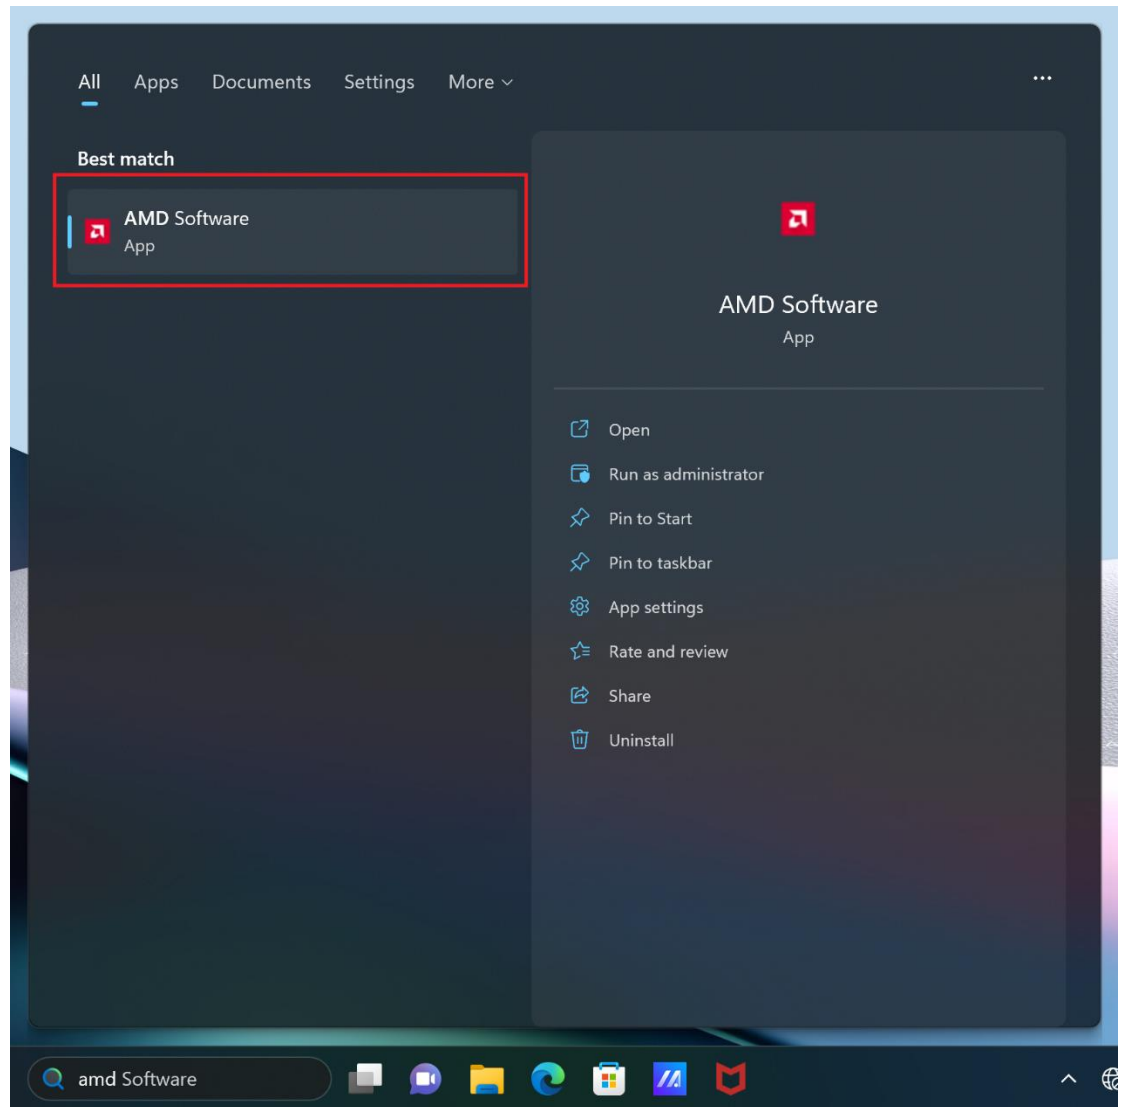 All Apps Documents Settings More
Best match
AMD Software
App
AMD Software
App
Open
Run as administrator
Pin to Start
Pin to taskbar
App settings
Rate and review
Share
Uninstall
amd Software